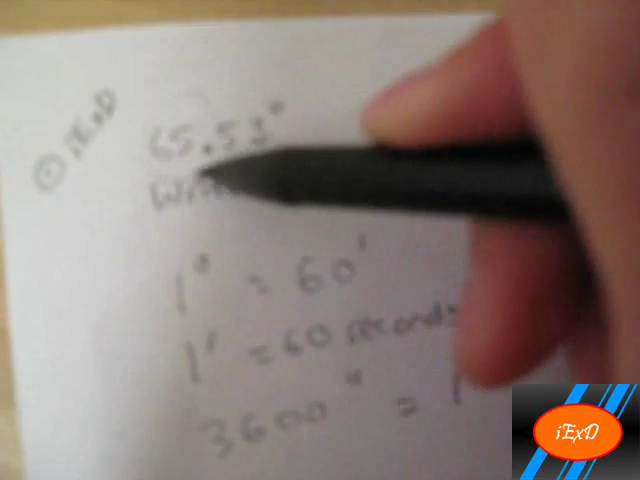 © iExD
65.53°
1° = 60'
1' = 60 seconds
3600" = 1
iExD